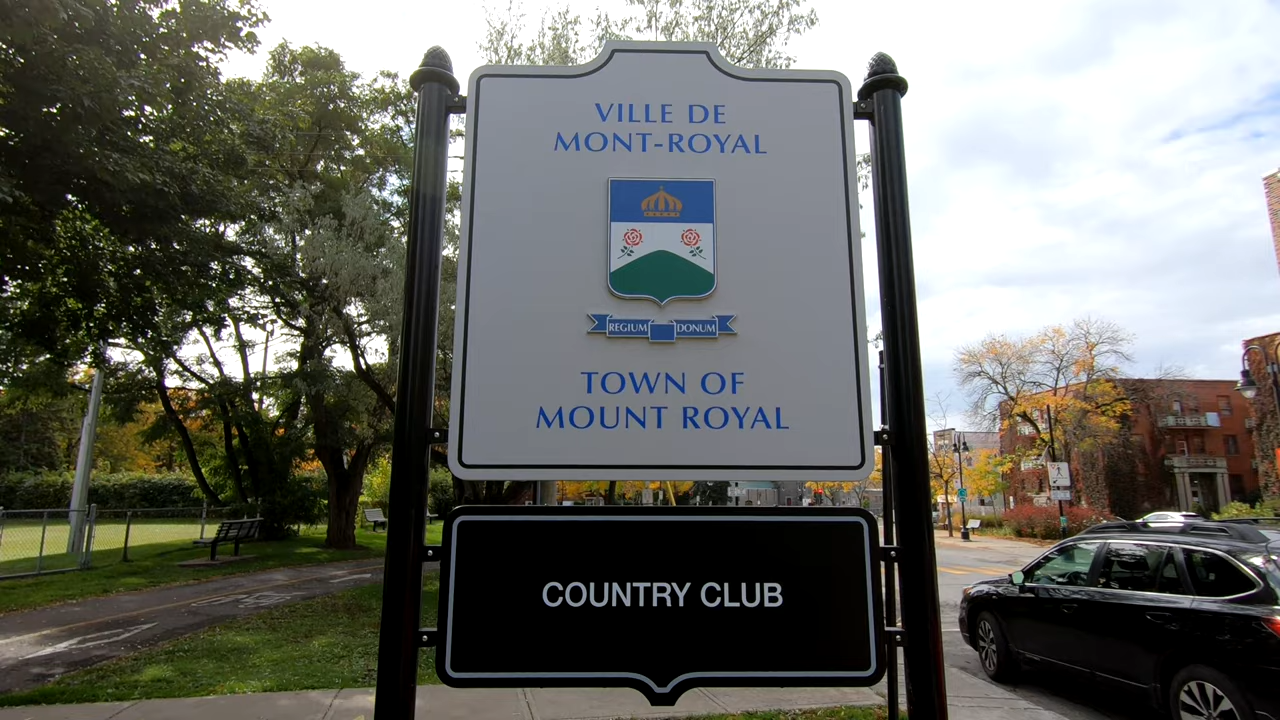 VILLE DE
MONT-ROYAL
REGIUM DONUM
TOWN OF
MOUNT ROYAL
COUNTRY CLUB